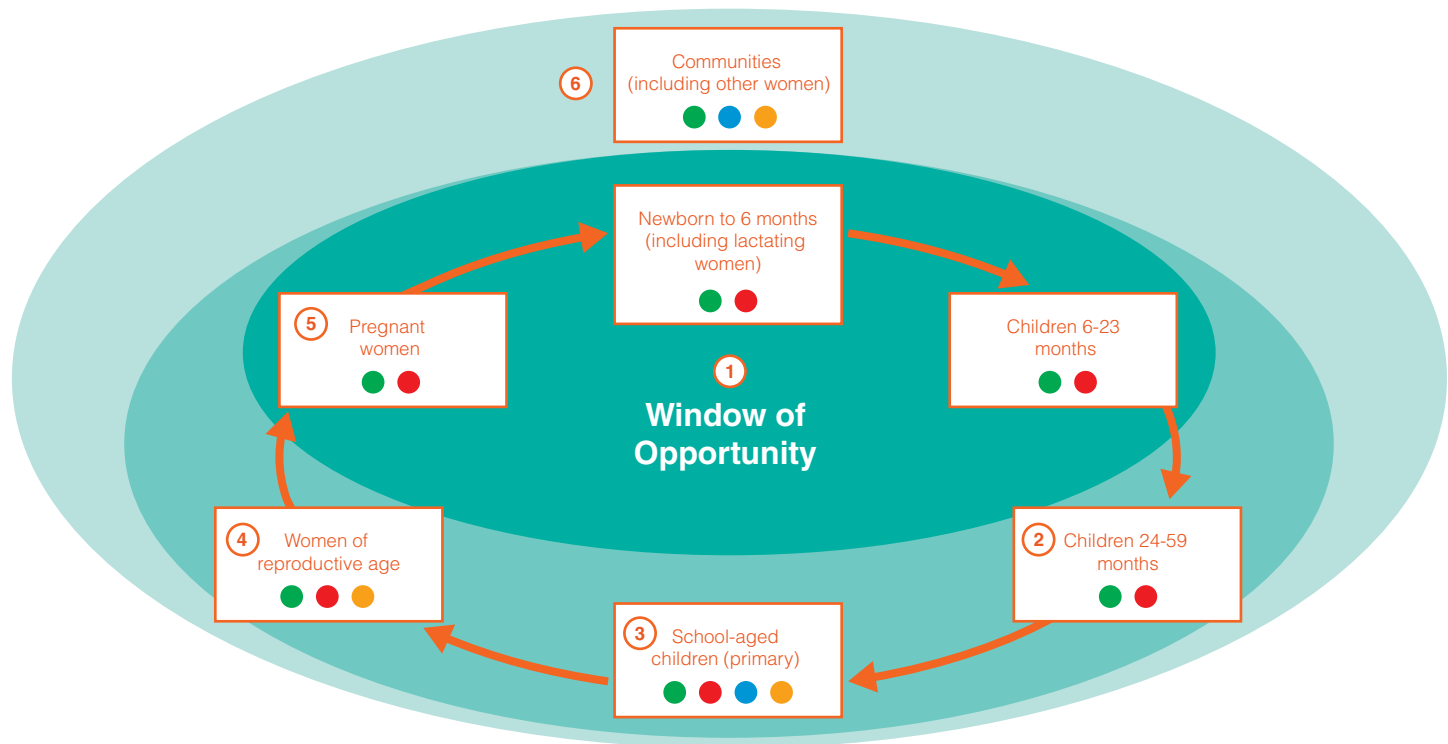 6
Communities
(including other women)
Newborn to 6 months
(including lactating
women)
5
Pregnant
women
Children 6-23
months
1
Window of
Opportunity
4
Women of
reproductive age
2
Children 24-59
months
3
School-aged
children (primary)